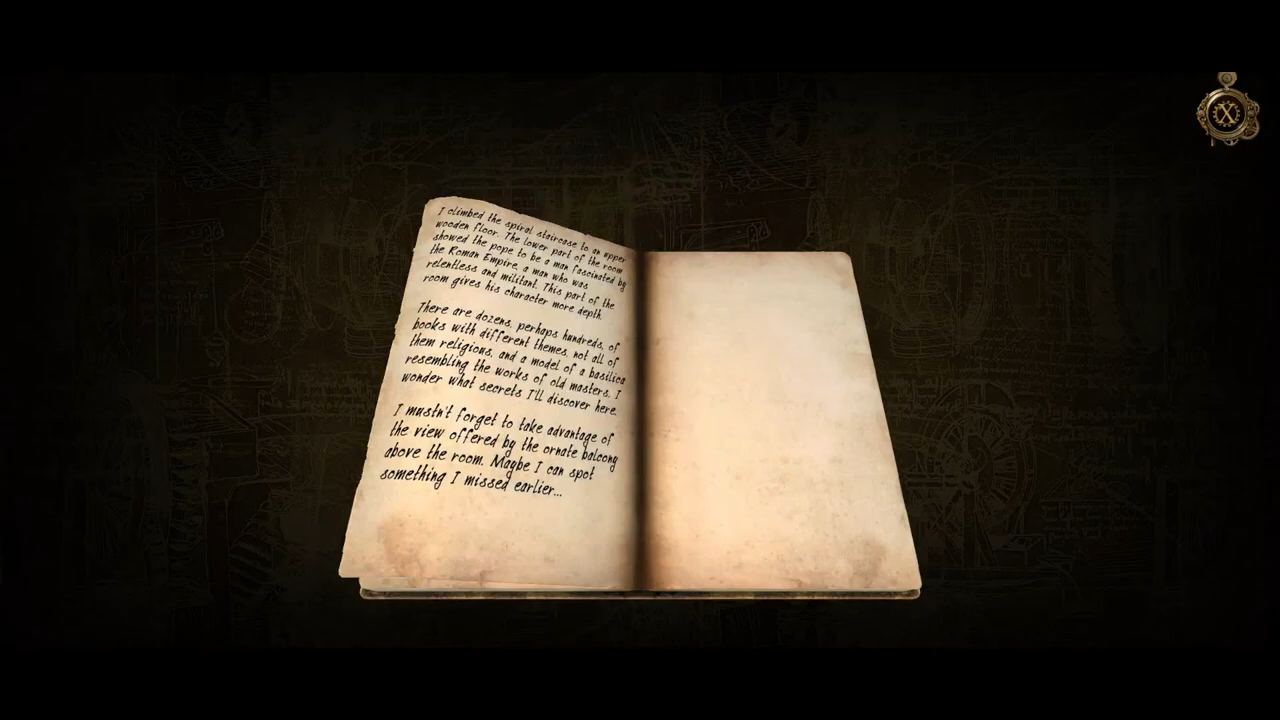 I climbed the spiral staircase to an upper
wooden floor. The lower part of the room
showed the pope to be a man fascinated by
the Roman Empire, a man who was
relentless and militant. This part of the
room gives his character more depth.
There are dozens, perhaps hundreds, of
books with different themes, not all of
them religious, and a model of a basilica
resembling the works of old masters. I
wonder what secrets I'll discover here.
I mustn't forget to take advantage of
the view offered by the ornate balcony
above the room. Maybe I can spot
something I missed earlier...
X